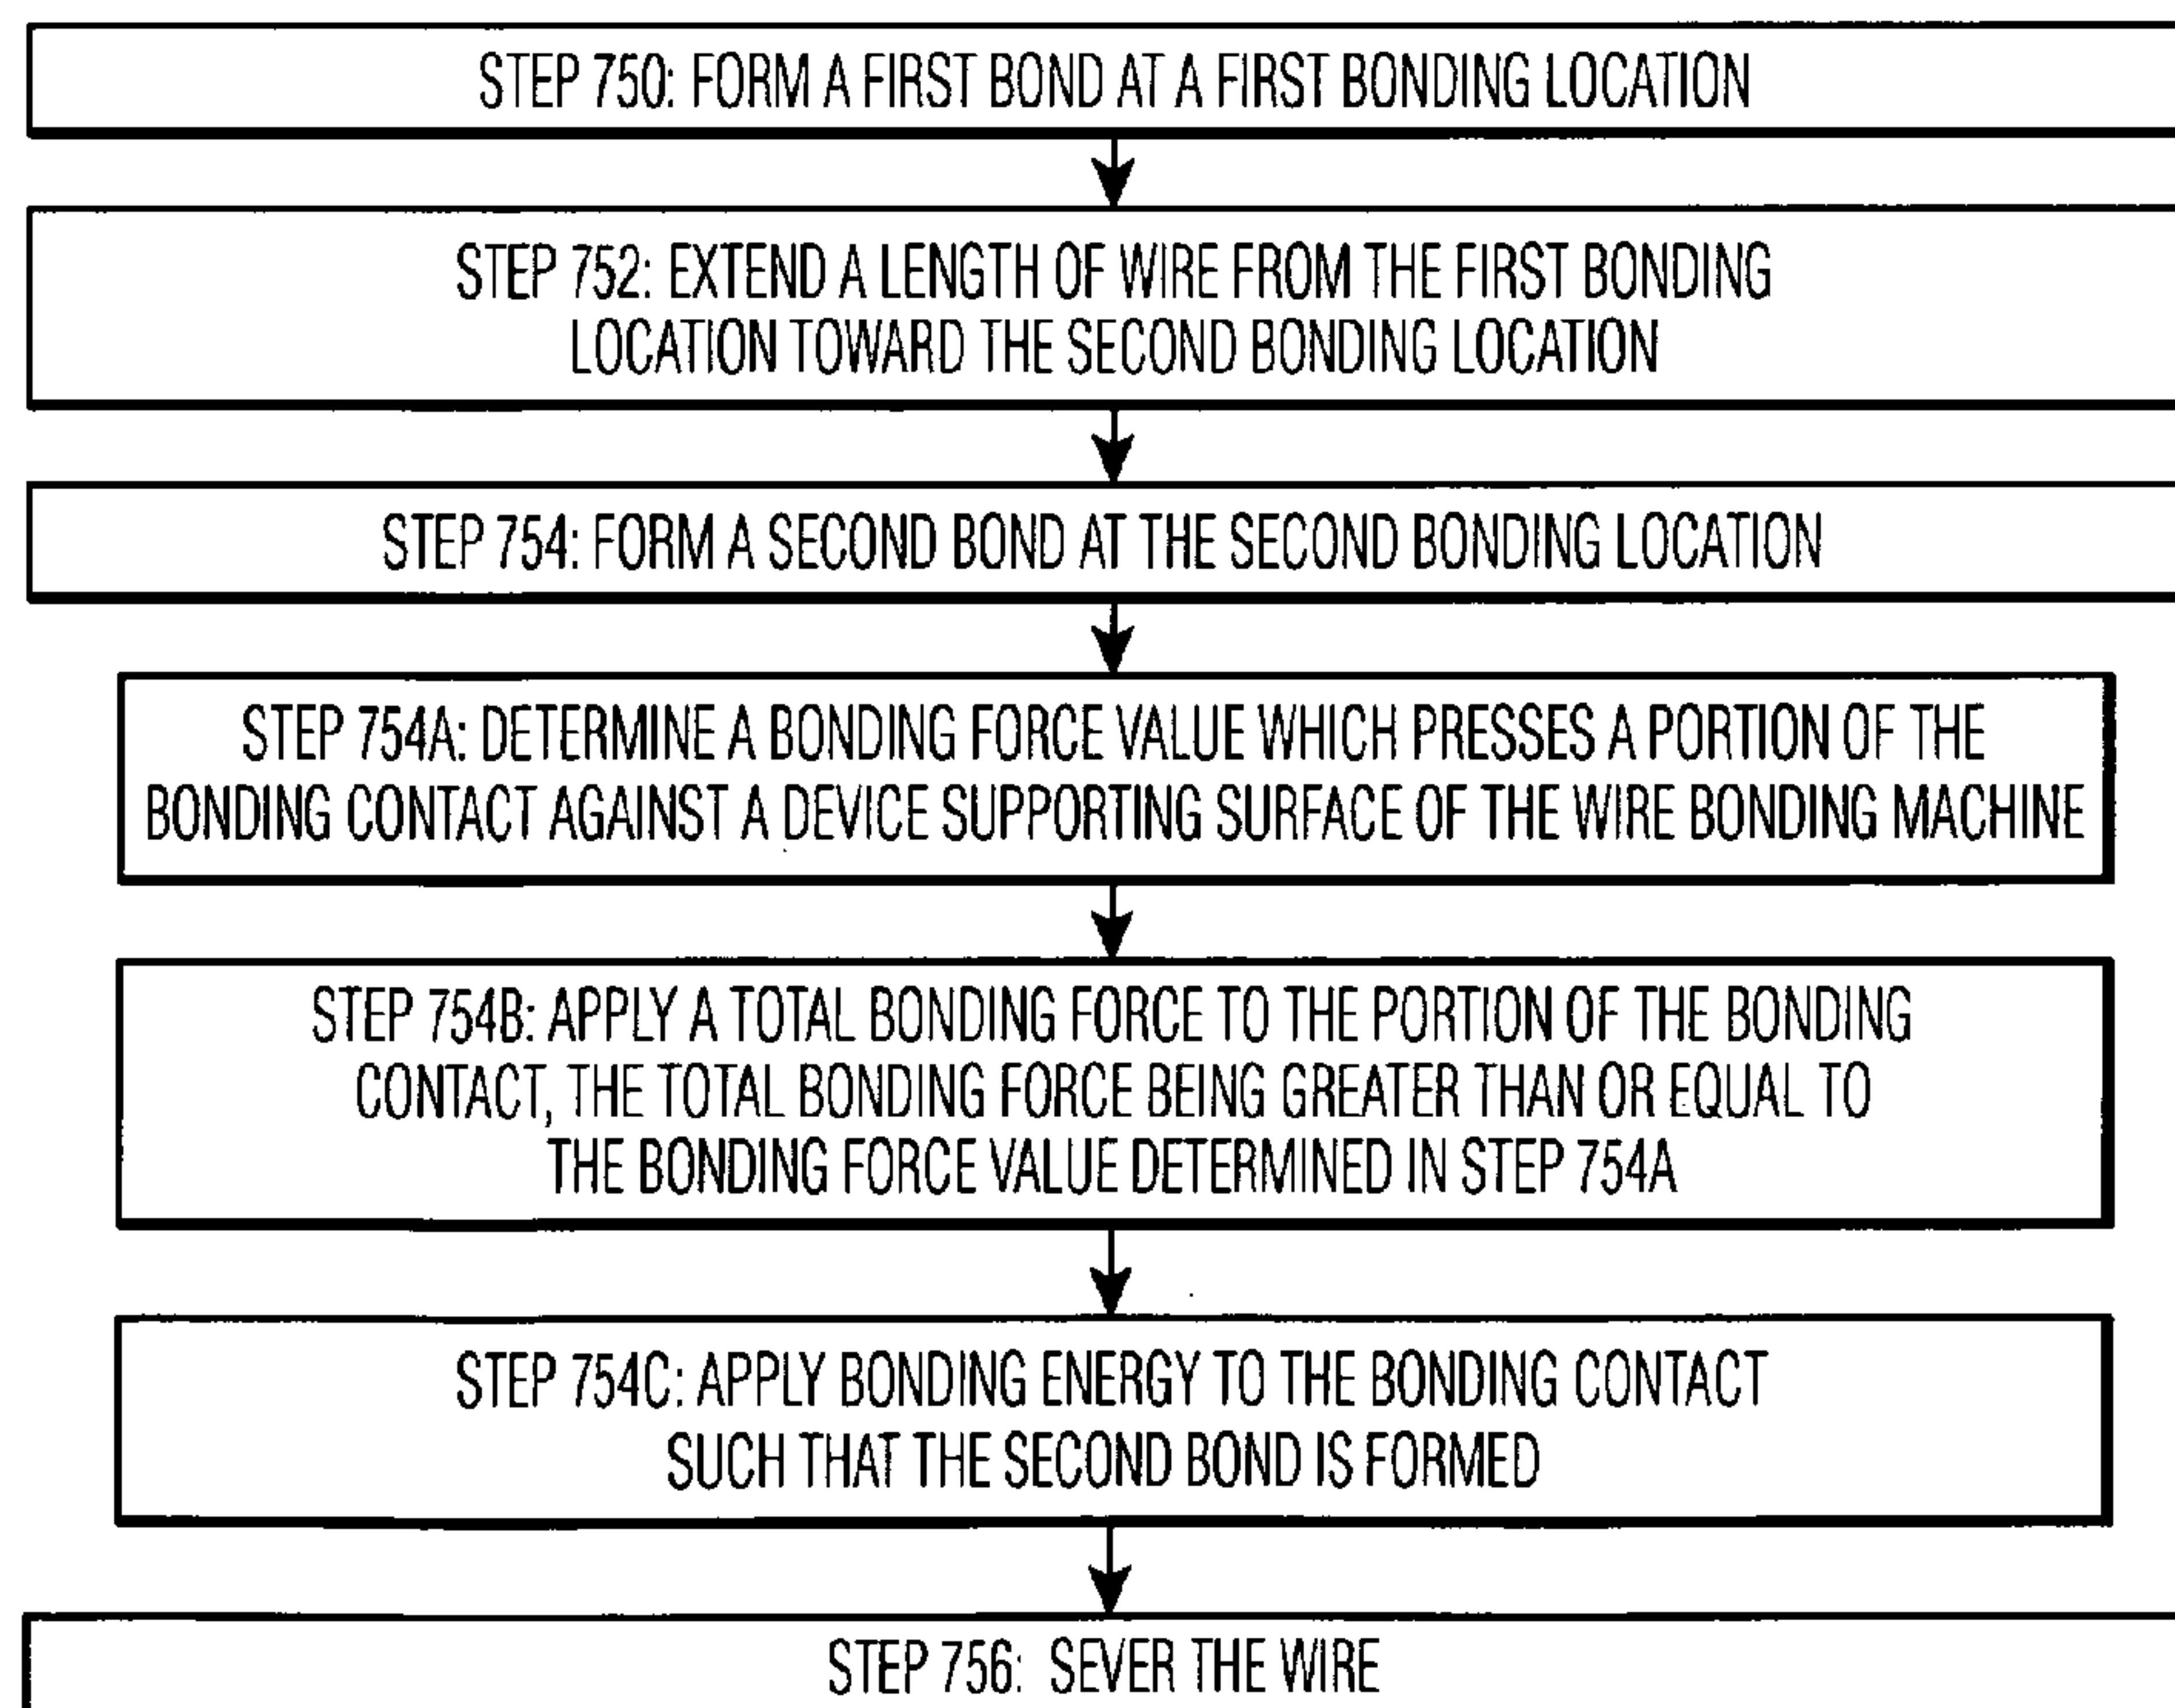 STEP 750: FORM A FIRST BOND AT A FIRST BONDING LOCATION
STEP 752: EXTEND A LENGTH OF WIRE FROM THE FIRST BONDING
LOCATION TOWARD THE SECOND BONDING LOCATION
STEP 754: FORM A SECOND BOND AT THE SECOND BONDING LOCATION
STEP 754A: DETERMINE A BONDING FORCE VALUE WHICH PRESSES A PORTION OF THE
BONDING CONTACT AGAINST A DEVICE SUPPORTING SURFACE OF THE WIRE BONDING MACHINE
STEP 754B: APPLY A TOTAL BONDING FORCE TO THE PORTION OF THE BONDING
CONTACT, THE TOTAL BONDING FORCE BEING GREATER THAN OR EQUAL TO
THE BONDING FORCE VALUE DETERMINED IN STEP 754A
STEP 754C: APPLY BONDING ENERGY TO THE BONDING CONTACT
SUCH THAT THE SECOND BOND IS FORMED
STEP 756: SEVER THE WIRE